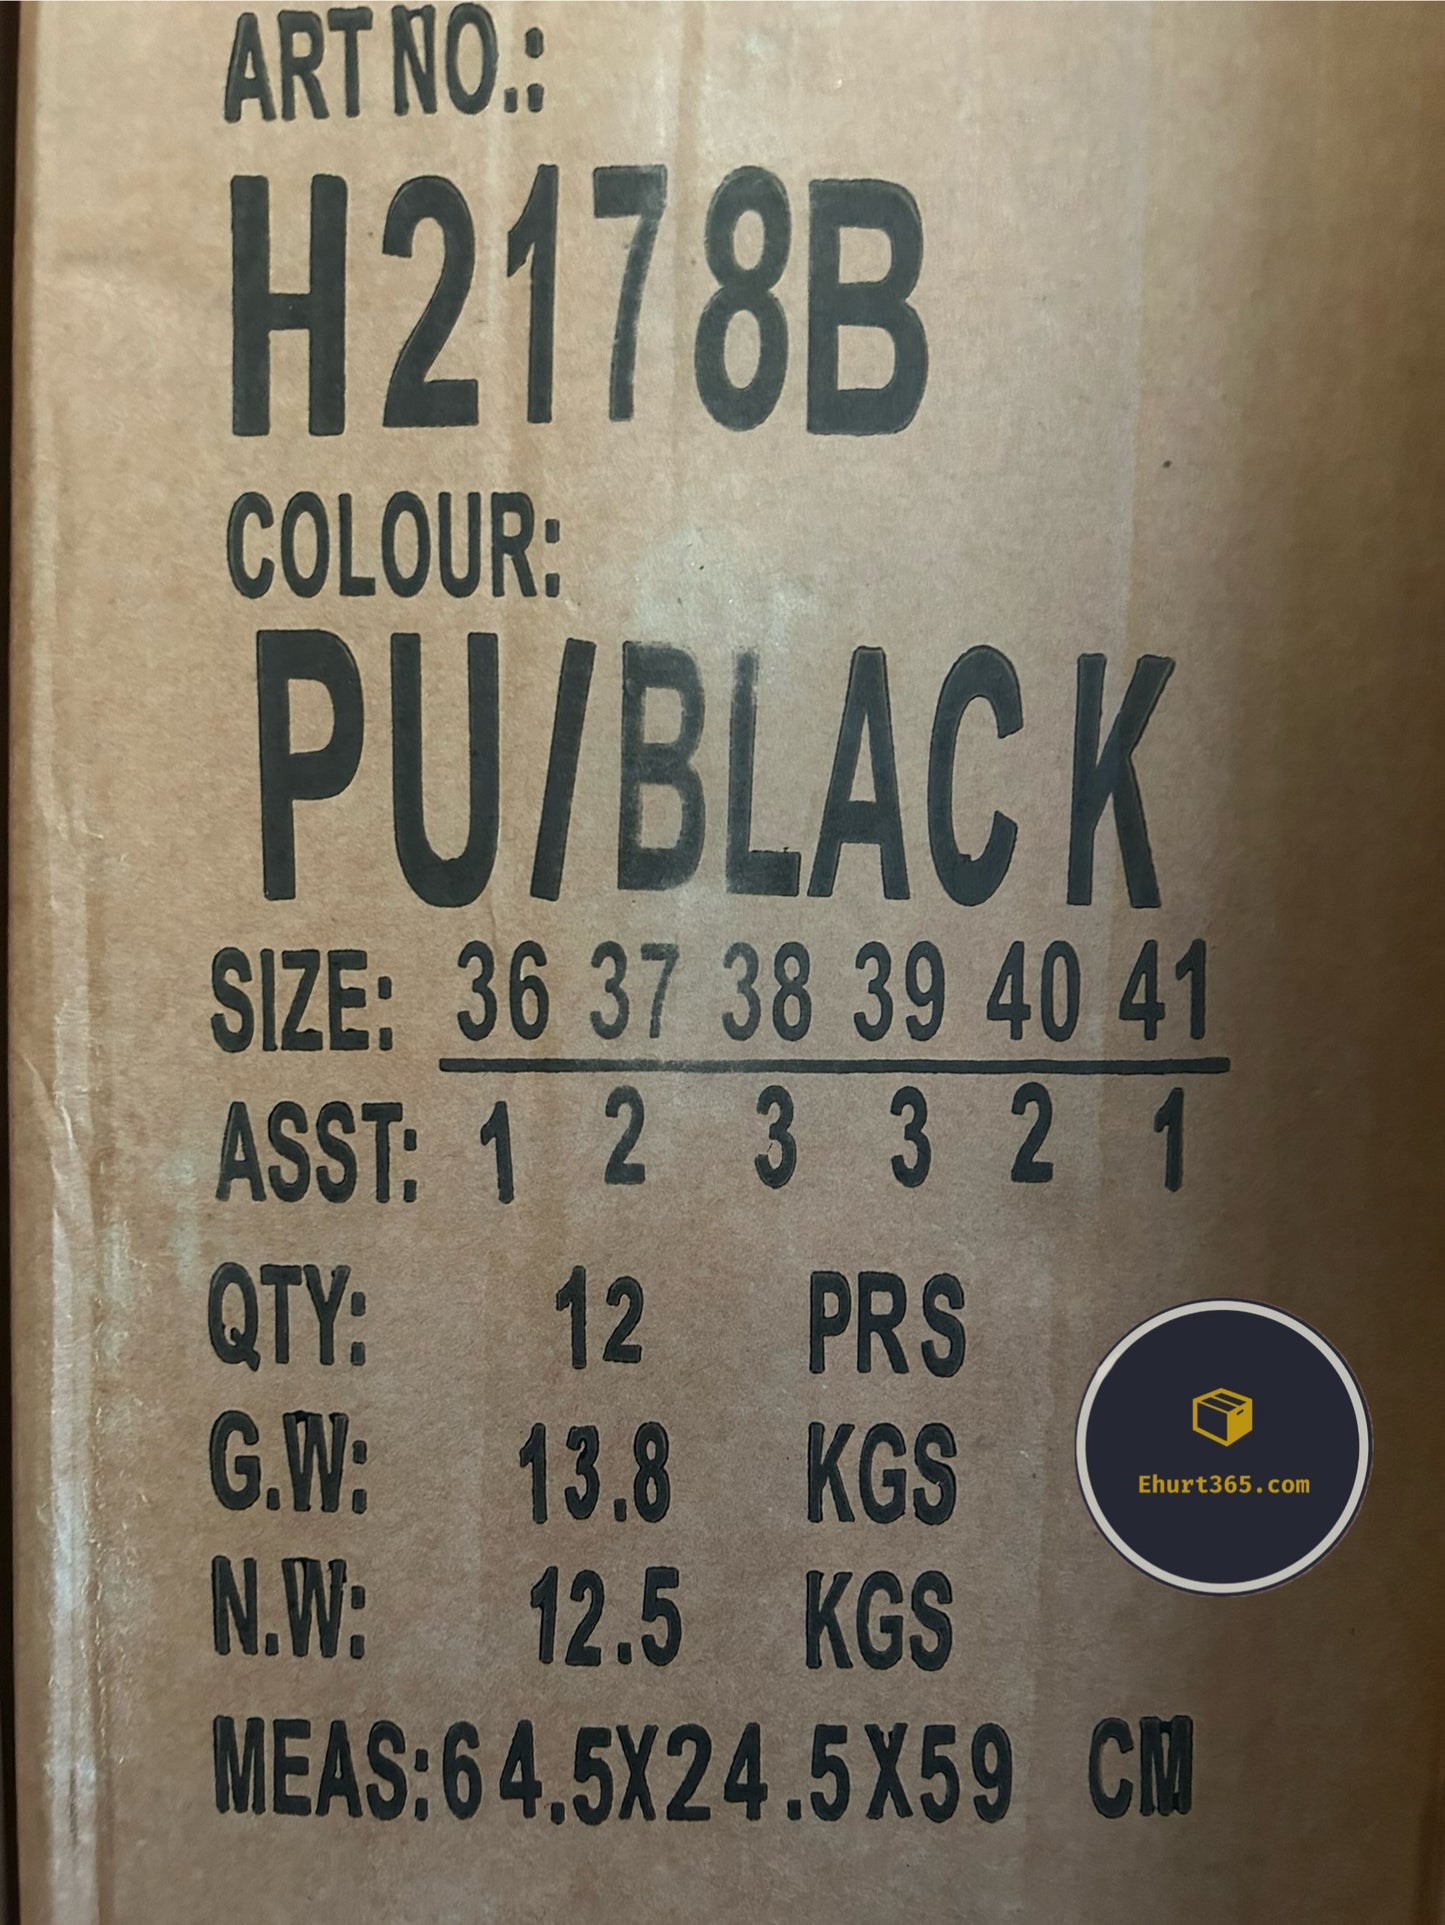 ART NO.:
H2178B
COLOUR:
PU/BLACK
SIZE: 36 37 38 39 40 41
ASST: 1 2 3 3 2 1
QTY: 12 PRS
G.W: 13.8 KGS
N.W: 12.5 KGS
MEAS:64.5X24.5X59 CM
Ehurt365.com